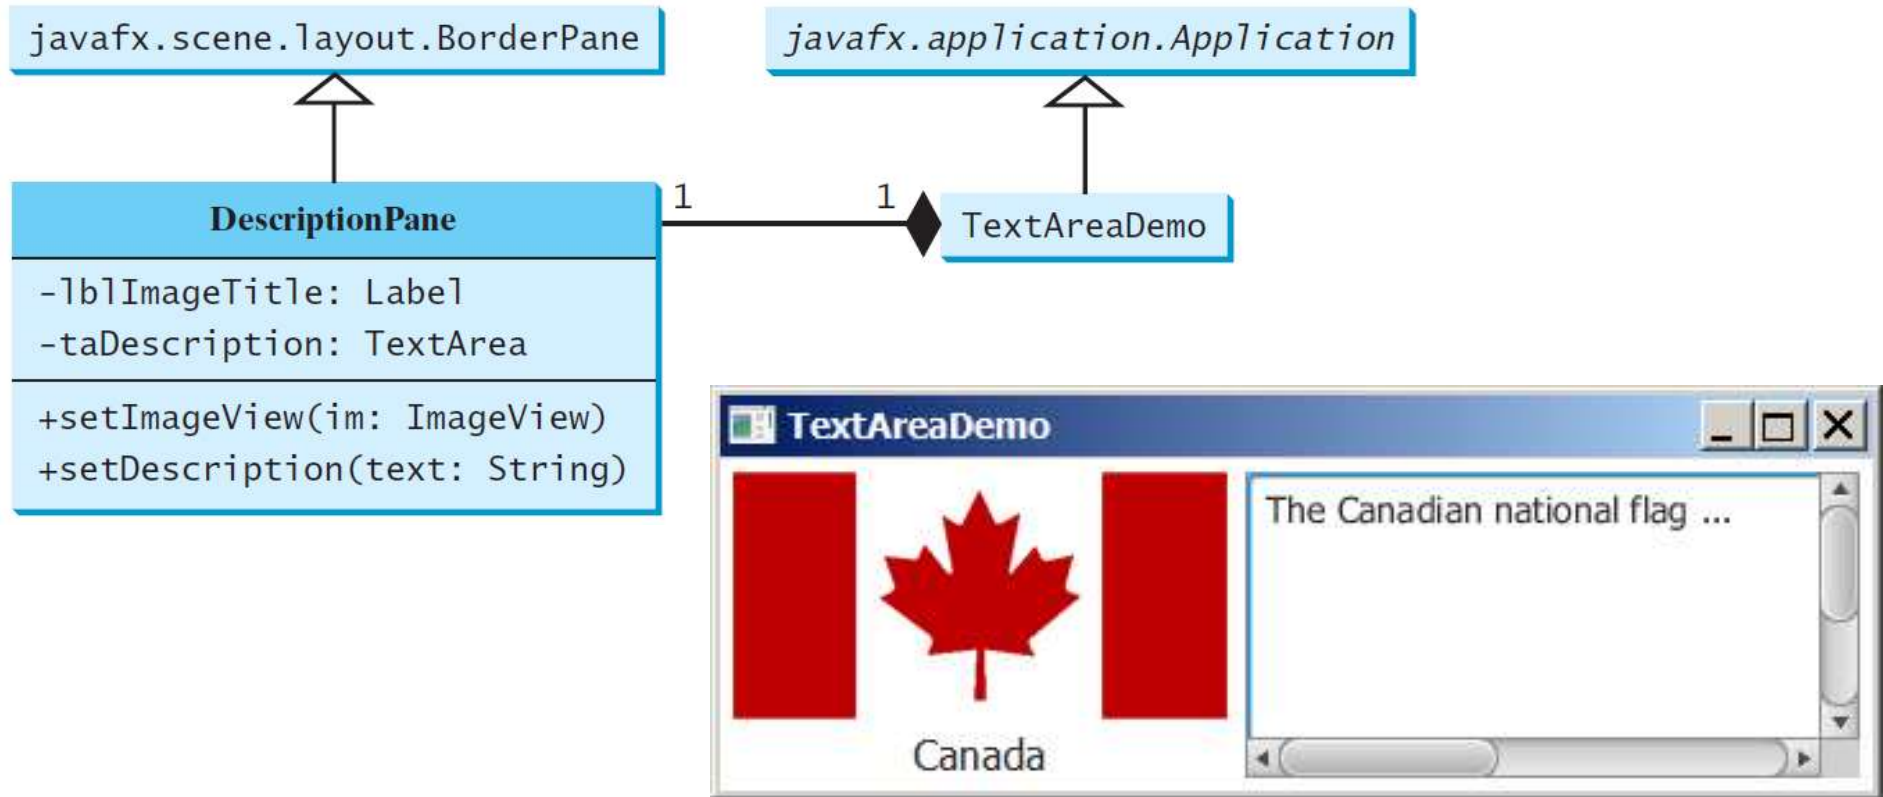 javafx.scene.layout.BorderPane
javafx.application.Application
DescriptionPane
-lblImageTitle: Label
-taDescription: TextArea
+setImageView(im: ImageView)
+setDescription(text: String)
1
1
TextAreaDemo
TextAreaDemo
The Canadian national flag ...
Canada